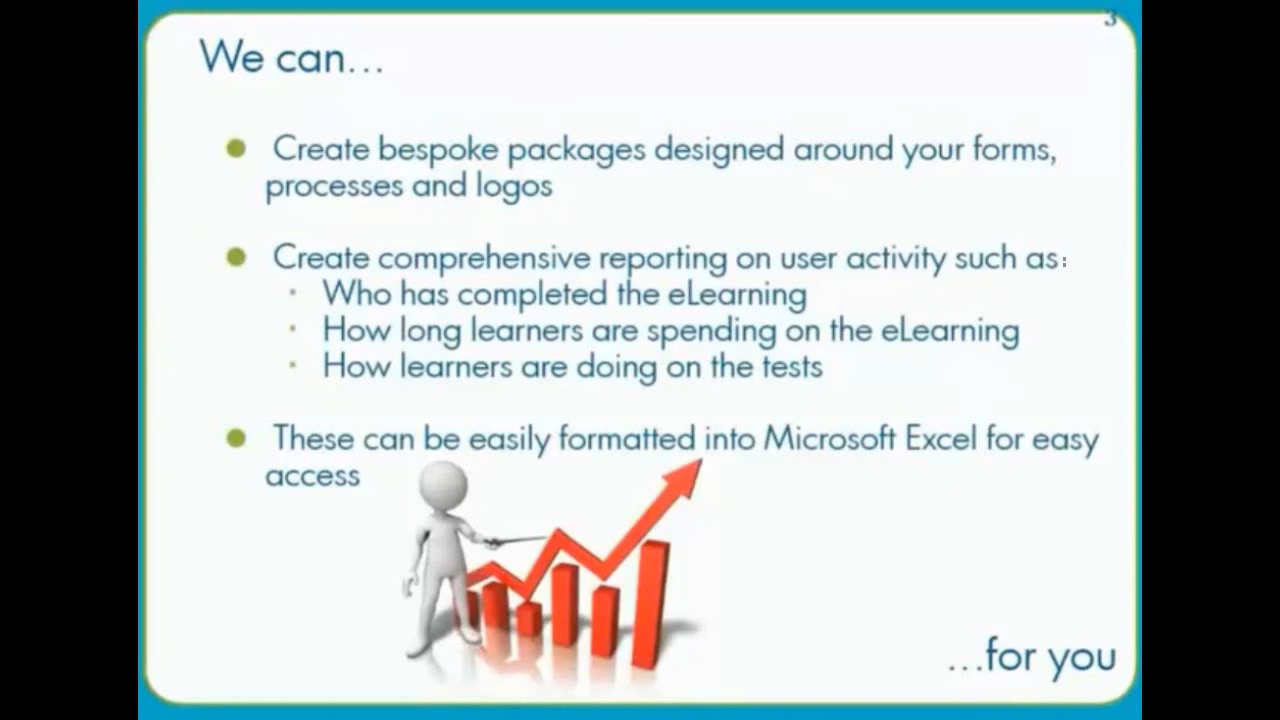 3
We can...
Create bespoke packages designed around your forms,
processes and logos
Create comprehensive reporting on user activity such as:
Who has completed the eLearning
How long learners are spending on the eLearning
How learners are doing on the tests
These can be easily formatted into Microsoft Excel for easy
access
...for you